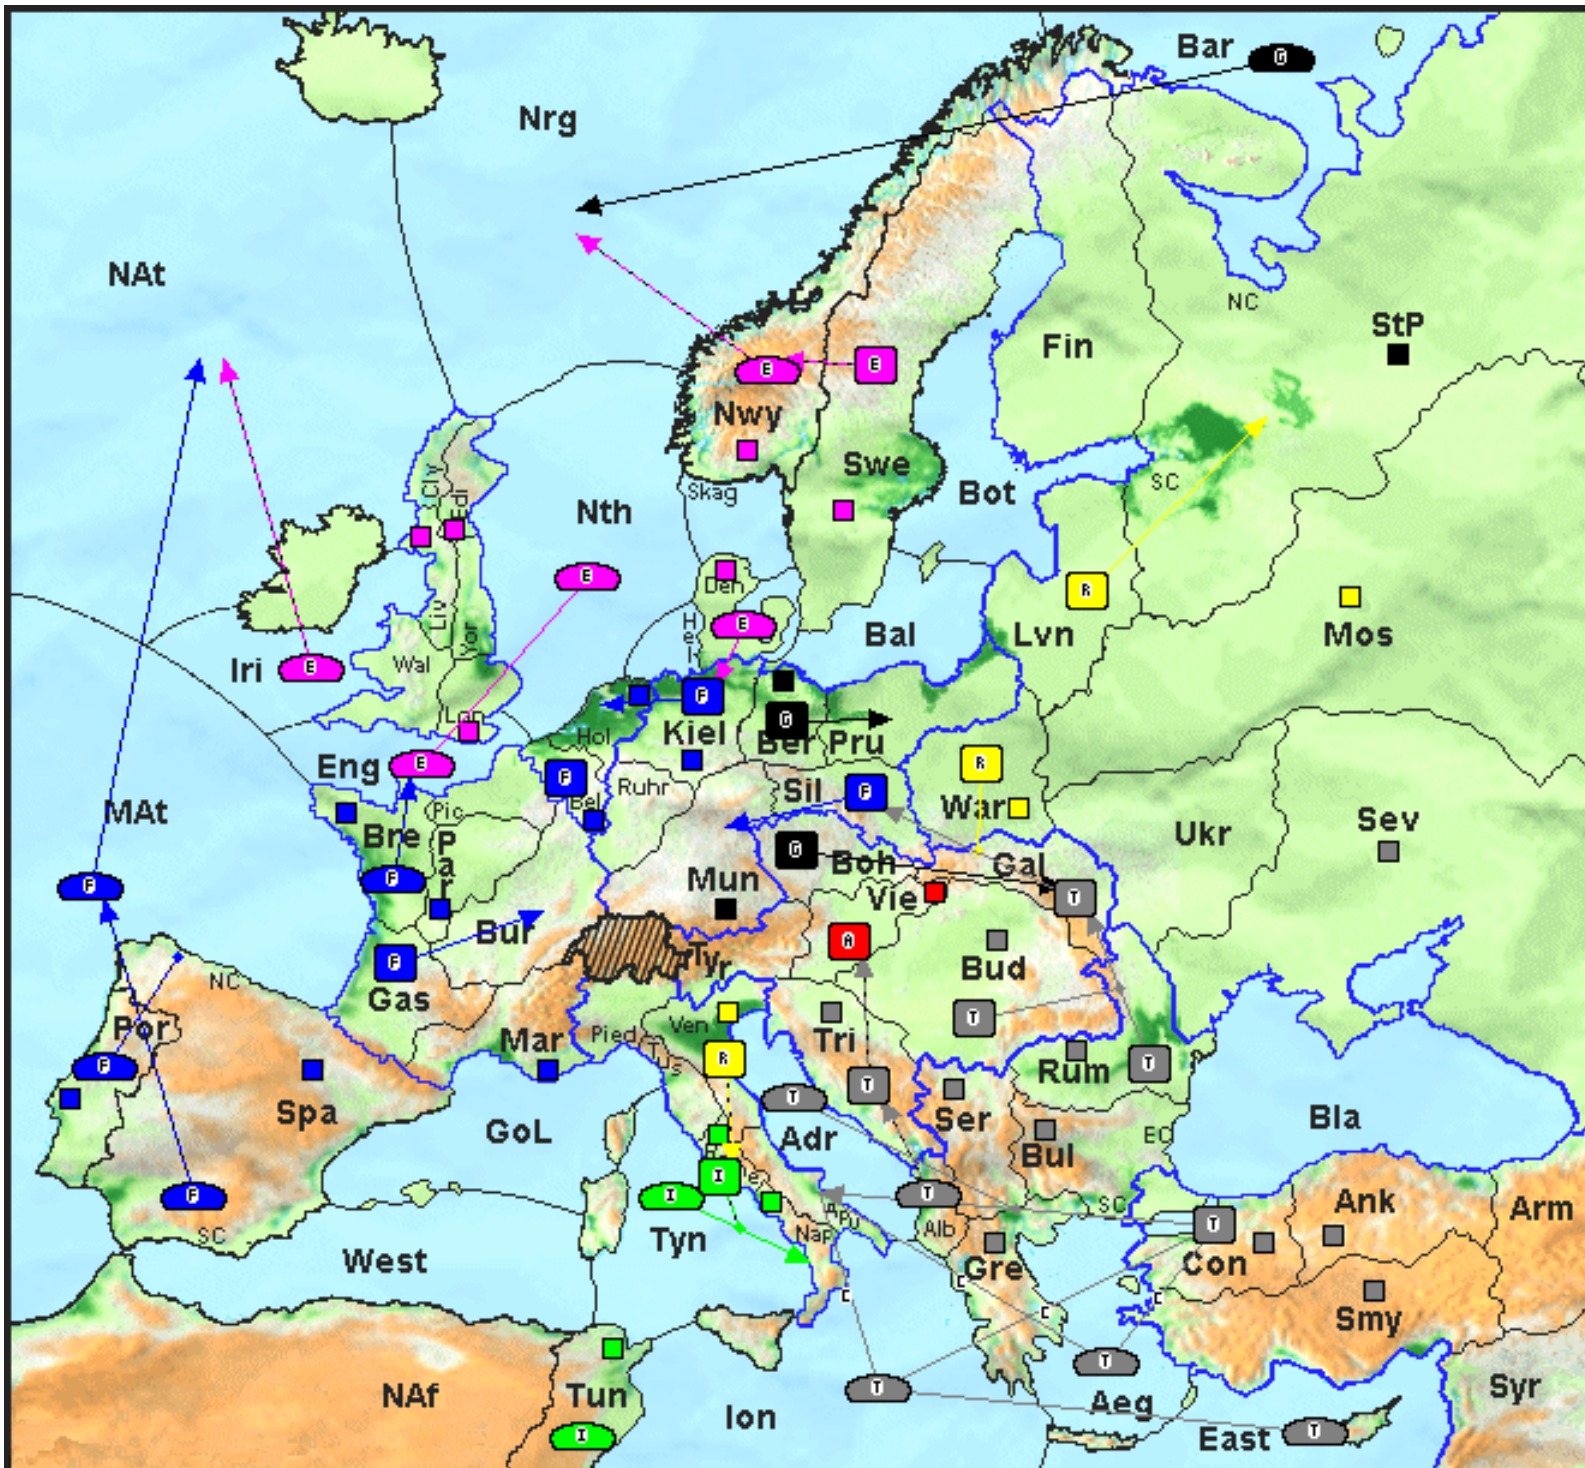 Bar
G
Nrg
NAt
NC
StP
Fin
E
E
Nwy
Swe
Skag
Cly
Edl
SC
Bot
Nth
E
Den
R
Mos
Lvn
Liv
Yor
E
Hel
Bal
Iri
E
Wal
F
Lon
Hol
Kiel
G
Ber
Pru
Eng
E
F
Ruhr
Sil
F
R
War
MAt
Pic
Bel
Bre
Par
Ukr
Sev
G
Boh
Gal
F
F
Mun
Vie
T
Bur
A
Bud
Tyr
F
Gas
NC
Por
Mar
Pied
Ven
Tri
T
Tus
R
F
Rum
T
T
Ser
T
Spa
GoL
Adr
Bul
EC
Bla
I
I
T
SC
Ank
Arm
F
SC
Tyn
Apu
Nap
Alb
T
Con
West
Gre
C
C
C
C
Smy
T
T
NAf
Tun
Ion
Aeg
Syr
I
East
T